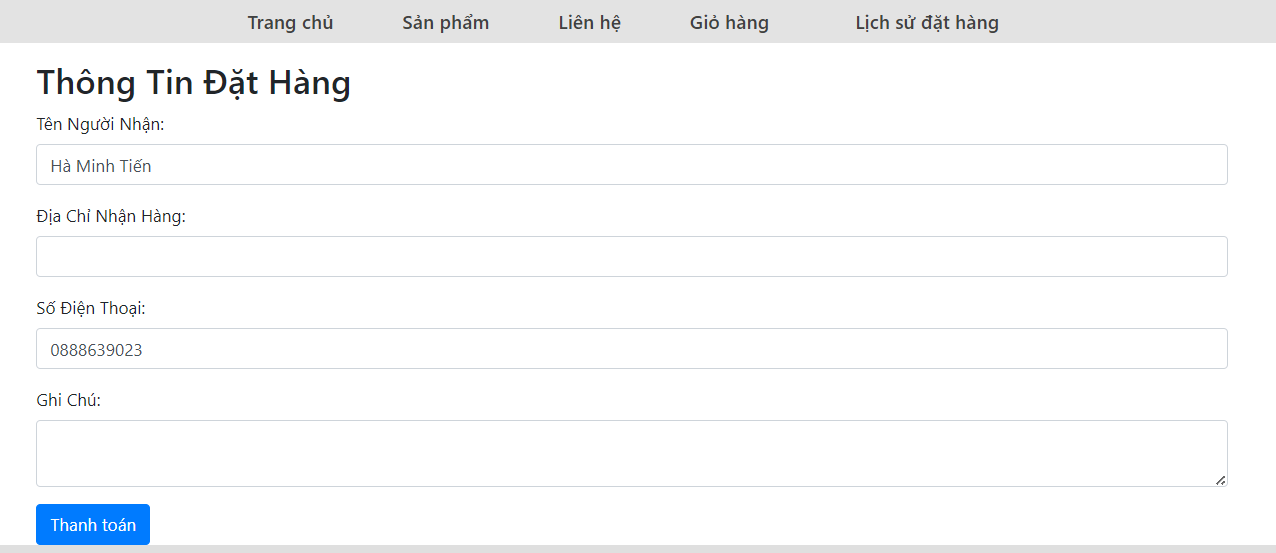 Trang chủ Sản phẩm Liên hệ Giỏ hàng Lịch sử đặt hàng
Thông Tin Đặt Hàng
Tên Người Nhận:
Hà Minh Tiến
Địa Chỉ Nhận Hàng:
Số Điện Thoại:
0888639023
Ghi Chú:
Thanh toán